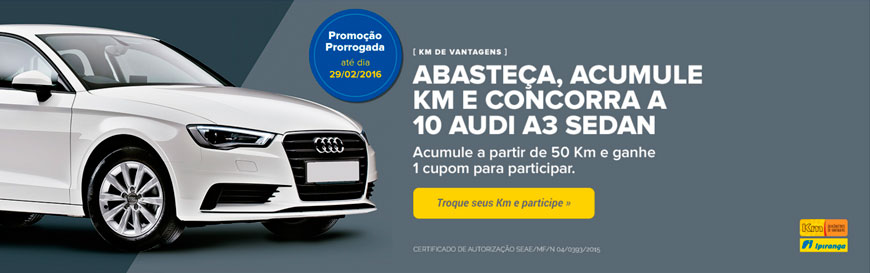 Promoção
Prorrogada
até dia
29/02/2016
[ KM DE VANTAGENS ]
ABASTEÇA, ACUMULE
KM E CONCORRA A
10 AUDI A3 SEDAN
Acumule a partir de 50 Km e ganhe
1 cupom para participar.
Troque seus Km e participe »
CERTIFICADO DE AUTORIZAÇÃO SEAE/MF/N 04/0393/2015
Km
Ipiranga